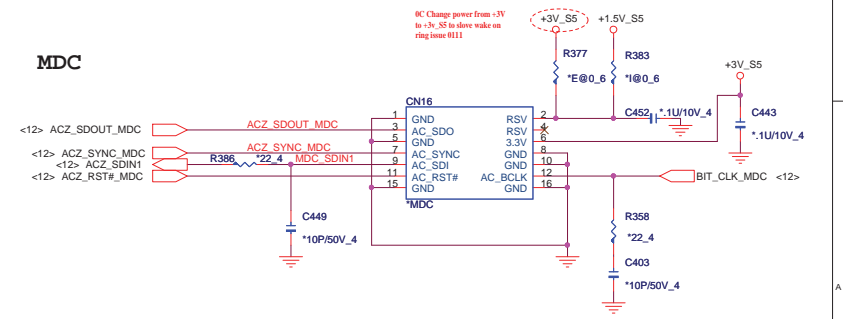 0C Change power from +3V
to +3v_S5 to slove wake on
ring issue 0111
+3V_S5
+1.5V_S5
MDC
R377
R383
+3V_S5
*E@0_6
*I@0_6
CN16
C452
C443
1
GND
RSV
2
.1U/10V_4
*.1U/10V_4
<12> ACZ_SDOUT_MDC
ACZ_SDOUT_MDC
3
AC_SDO
RSV
4
5
GND
3.3V
6
<12> ACZ_SYNC_MDC
ACZ_SYNC_MDC
7
AC_SYNC
GND
8
<12> ACZ_SDIN1
R386
*22_4
MDC_SDIN1
9
AC_SDI
GND
10
<12> ACZ_RST#_MDC
11
AC_RST#
AC_BCLK
12
BIT_CLK_MDC <12>
15
GND
GND
16
*MDC
C449
*10P/50V_4
R358
*22_4
C403
*10P/50V_4
A